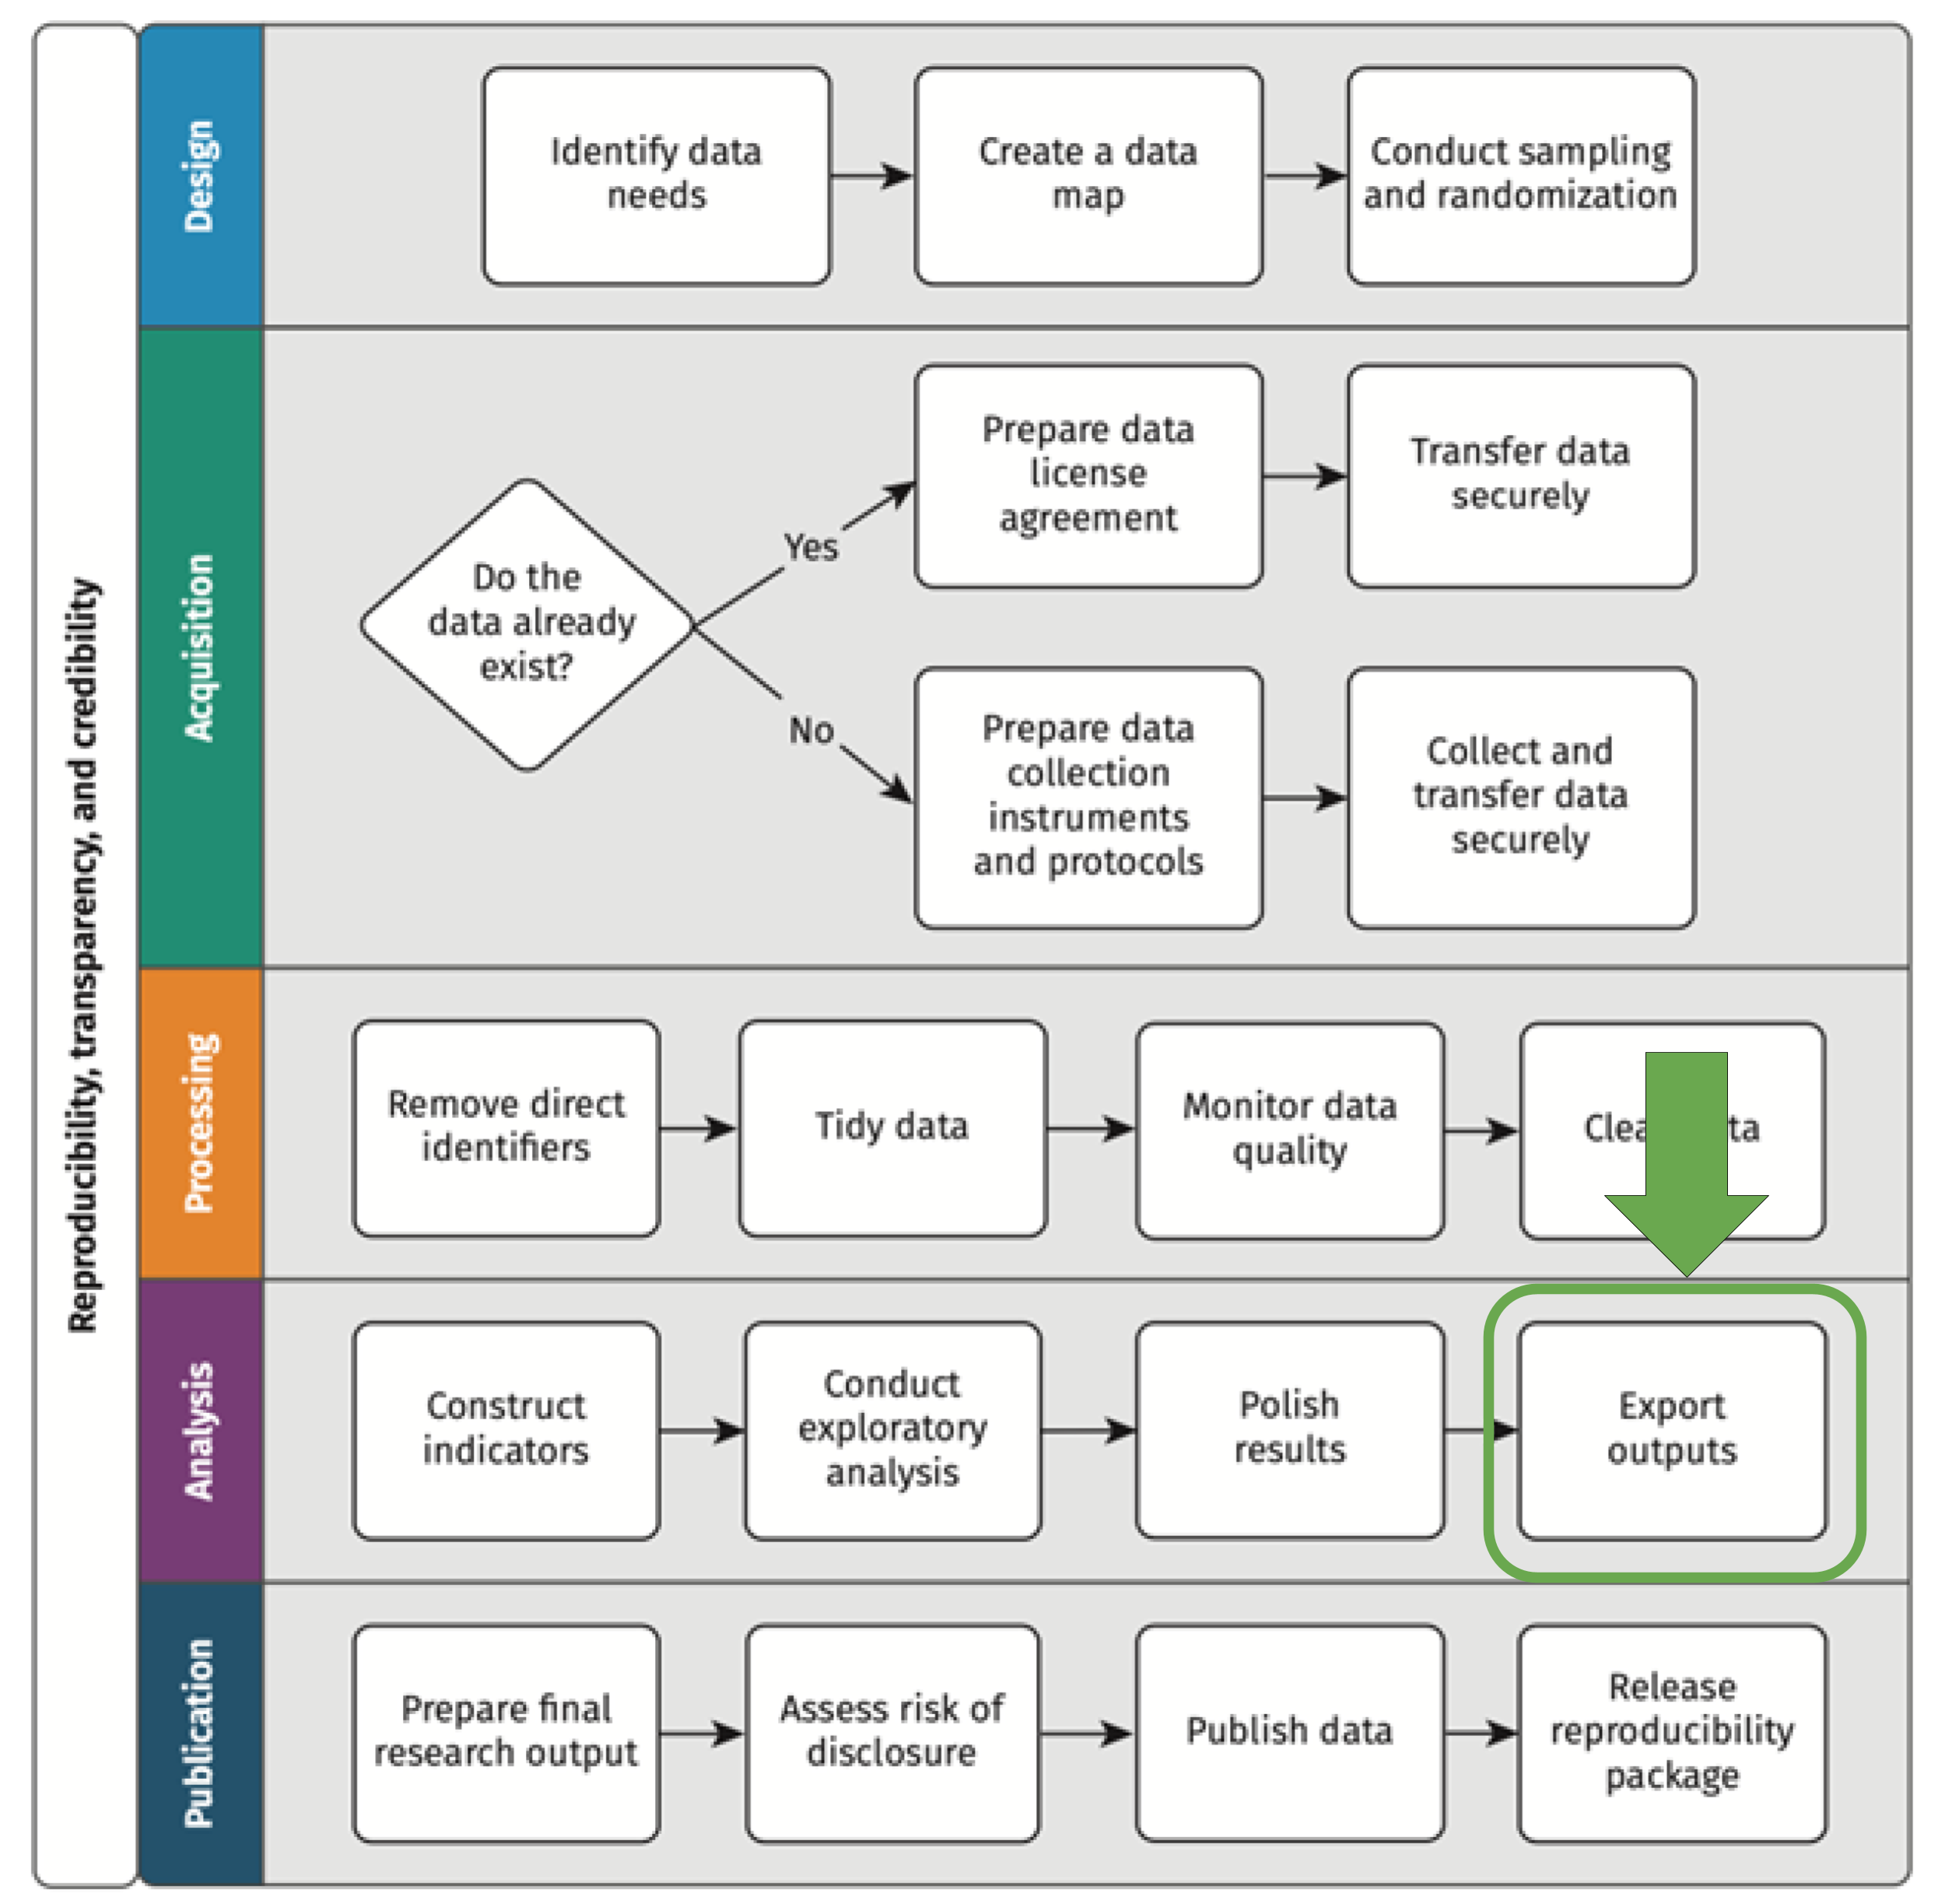 Reproducibility, transparency, and credibility
Design
Identify data
needs
Create a data
map
Conduct sampling
and randomization
Acquisition
Do the
data already
exist?
Yes
No
Prepare data
license
agreement
Transfer data
securely
Prepare data
collection
instruments
and protocols
Collect and
transfer data
securely
Processing
Remove direct
identifiers
Tidy data
Monitor data
quality
Analysis
Construct
indicators
Conduct
exploratory
analysis
Polish
results
Export
outputs
Publication
Prepare final
research output
Assess risk of
disclosure
Publish data
Release
reproducibility
package